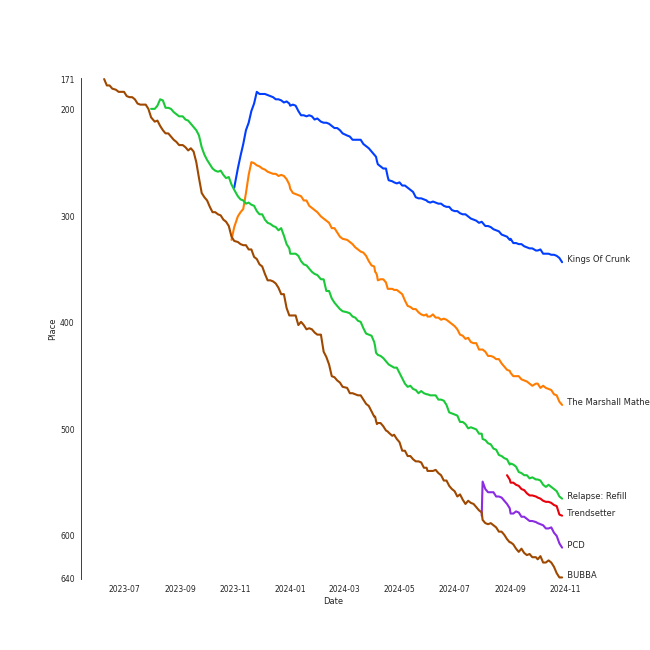 171
200
300
400
500
600
640
Place
2023-07
2023-09
2023-11
2024-01
2024-03
2024-05
2024-07
2024-09
2024-11
Date
Kings Of Crunk
The Marshall Mathe
Relapse: Refill
Trendsetter
PCD
BUBBA